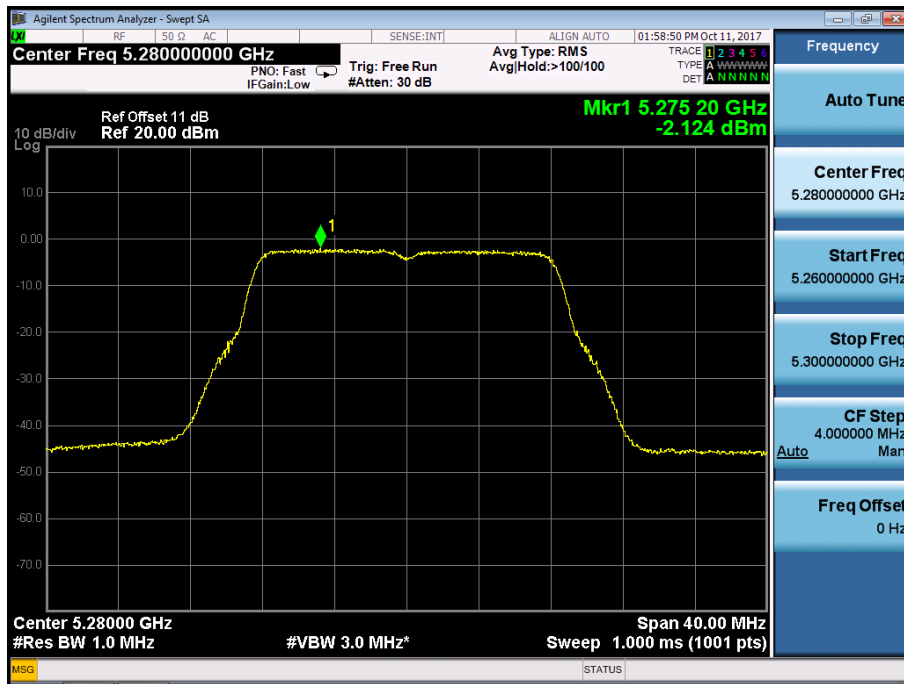 Agilent Spectrum Analyzer - Swept SA
LXI RF 50 Ω AC SENSE:INT ALIGN AUTO 01:58:50 PM Oct 11, 2017
Center Freq 5.280000000 GHz
PNO: Fast
IFGain:Low
Trig: Free Run
#Atten: 30 dB
Avg Type: RMS
Avg|Hold:>100/100
TRACE 1 2 3 4 5 6
TYPE A WWWWW
DET A N N N N N
Ref Offset 11 dB
Ref 20.00 dBm
10 dB/div
Log
Mkr1 5.275 20 GHz
-2.124 dBm
10.0
0.00
-10.0
-20.0
-30.0
-40.0
-50.0
-60.0
-70.0
1
Center 5.28000 GHz
#Res BW 1.0 MHz
#VBW 3.0 MHz*
Span 40.00 MHz
Sweep 1.000 ms (1001 pts)
MSG
STATUS
Frequency
Auto Tune
Center Freq
5.280000000 GHz
Start Freq
5.260000000 GHz
Stop Freq
5.300000000 GHz
CF Step
4.000000 MHz
Auto Man
Freq Offset
0 Hz